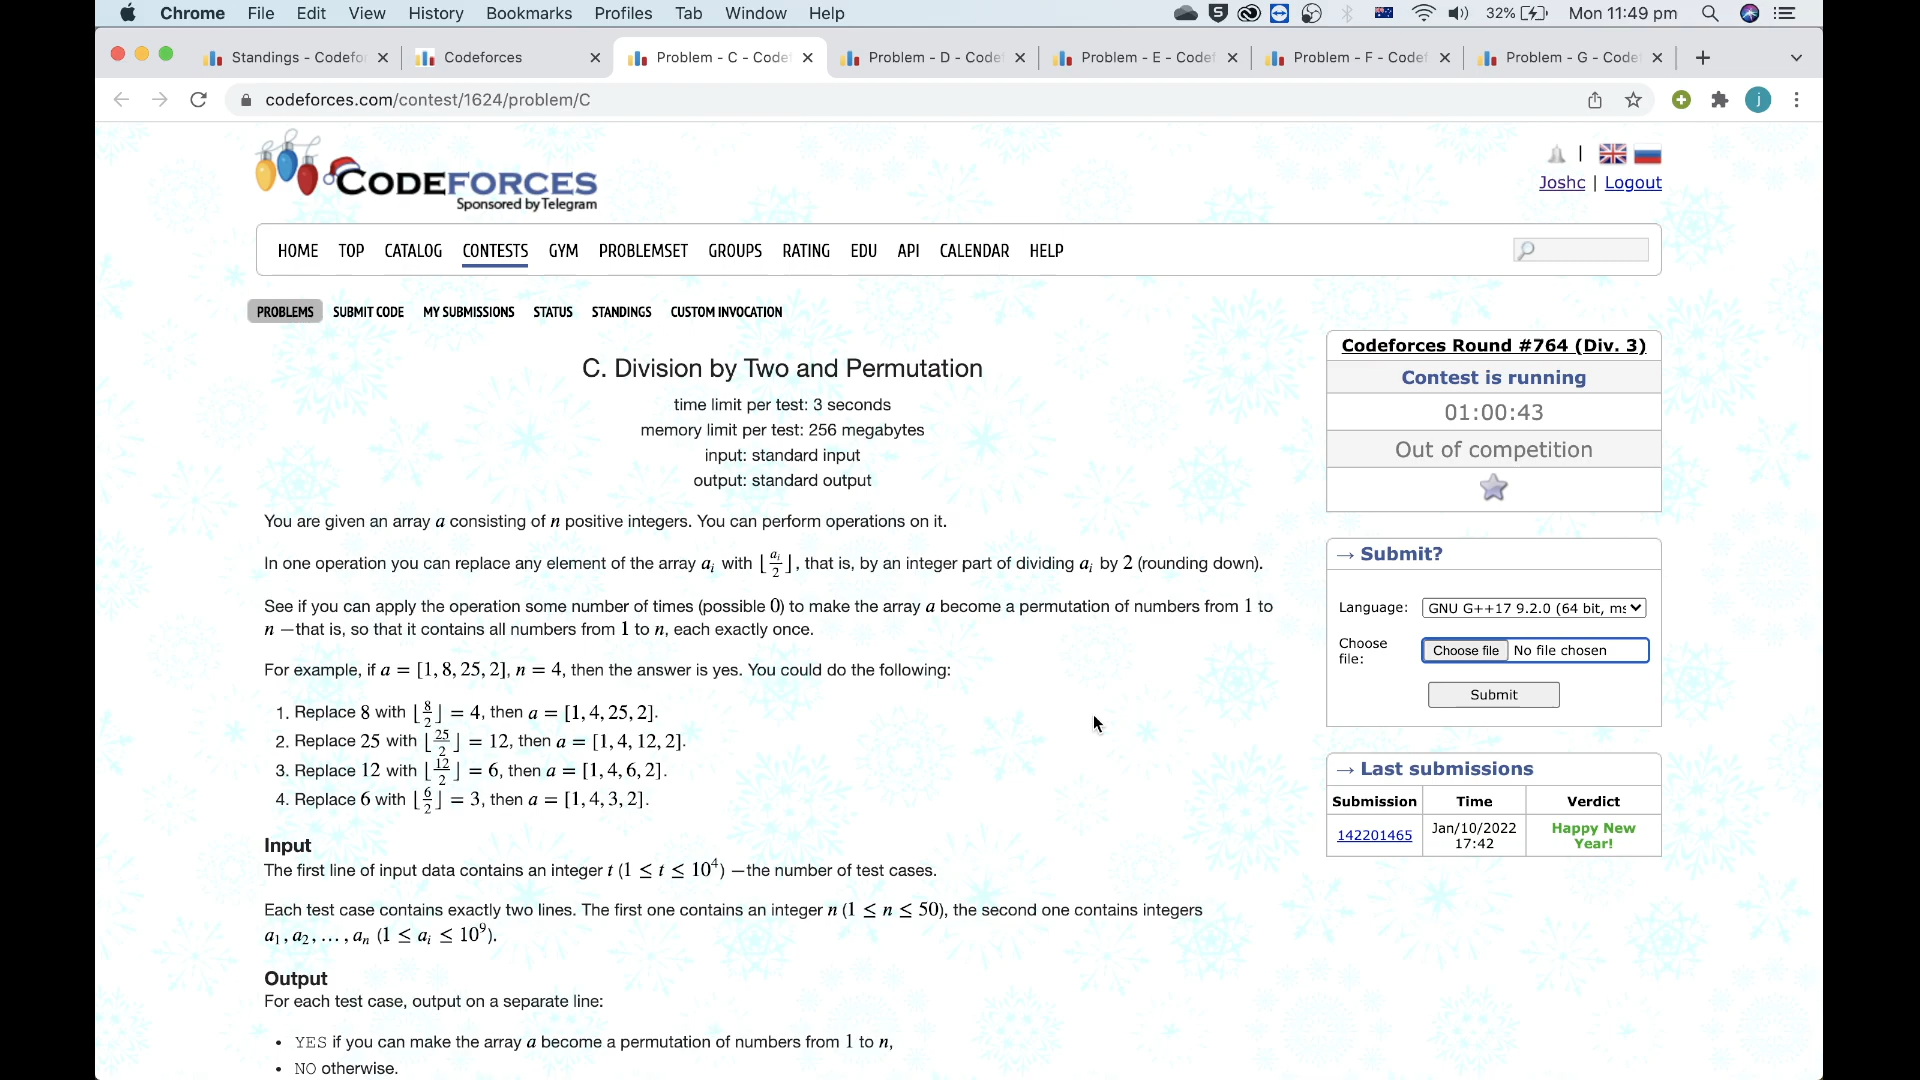 Chrome File Edit View History Bookmarks Profiles Tab Window Help 32% Mon 11:49 pm
Standings - Codefor Codeforces Problem - C - Codef Problem - D - Codef Problem - E - Codef Problem - F - Codef Problem - G - Codef
codeforces.com/contest/1624/problem/C j
CODEFORCES
Sponsored by Telegram
Joshc | Logout
HOME TOP CATALOG CONTESTS GYM PROBLEMSET GROUPS RATING EDU API CALENDAR HELP
PROBLEMS SUBMIT CODE MY SUBMISSIONS STATUS STANDINGS CUSTOM INVOCATION
C. Division by Two and Permutation
time limit per test: 3 seconds
memory limit per test: 256 megabytes
input: standard input
output: standard output
You are given an array a consisting of n positive integers. You can perform operations on it.
In one operation you can replace any element of the array aᵢ with ⌊aᵢ/2⌋, that is, by an integer part of dividing aᵢ by 2 (rounding down).
See if you can apply the operation some number of times (possible 0) to make the array a become a permutation of numbers from 1 to
n —that is, so that it contains all numbers from 1 to n, each exactly once.
For example, if a = [1, 8, 25, 2], n = 4, then the answer is yes. You could do the following:
1. Replace 8 with ⌊8/2⌋ = 4, then a = [1, 4, 25, 2].
2. Replace 25 with ⌊25/2⌋ = 12, then a = [1, 4, 12, 2].
3. Replace 12 with ⌊12/2⌋ = 6, then a = [1, 4, 6, 2].
4. Replace 6 with ⌊6/2⌋ = 3, then a = [1, 4, 3, 2].
Input
The first line of input data contains an integer t (1 ≤ t ≤ 10⁴) —the number of test cases.
Each test case contains exactly two lines. The first one contains an integer n (1 ≤ n ≤ 50), the second one contains integers
a₁, a₂, …, aₙ (1 ≤ aᵢ ≤ 10⁹).
Output
For each test case, output on a separate line:
• YES if you can make the array a become a permutation of numbers from 1 to n,
• NO otherwise.
Codeforces Round #764 (Div. 3)
Contest is running
01:00:43
Out of competition
→ Submit?
Language: GNU G++17 9.2.0 (64 bit, ms
Choose
file: Choose file No file chosen
Submit
→ Last submissions
Submission Time Verdict
142201465 Jan/10/2022 Happy New
17:42 Year!